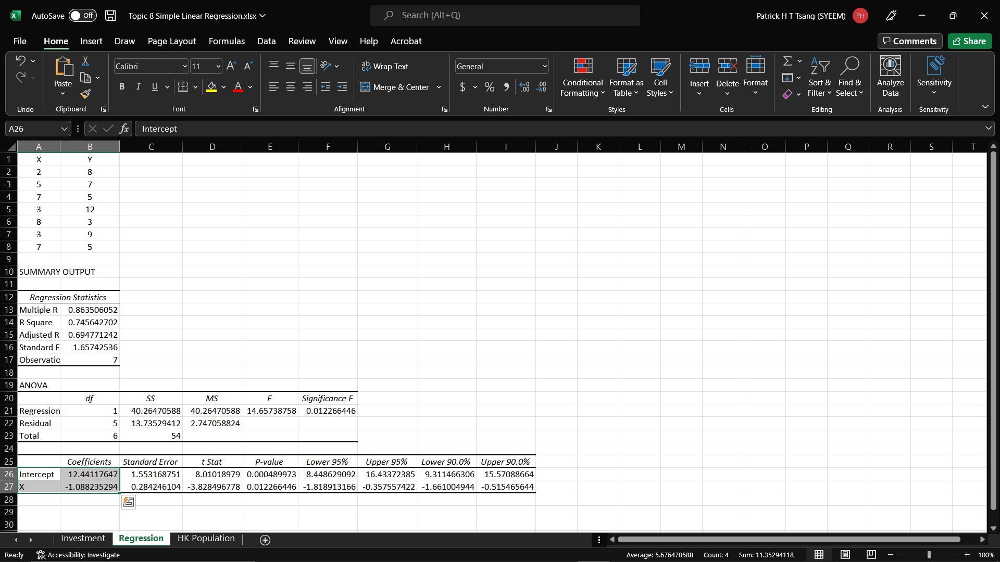 AutoSave Off Topic 8 Simple Linear Regression.xlsx Search (Alt+Q) Patrick H T Tsang (SYEEM) PH
File Home Insert Draw Page Layout Formulas Data Review View Help Acrobat Comments Share
Paste Calibri 11 Wrap Text General Conditional Formatting Format as Table Cell Styles Insert Delete Format Sort & Filter Find & Select Analyze Data Sensitivity
B I U A Merge & Center $ %
Undo Clipboard Font Alignment Number Styles Cells Editing Analysis Sensitivity
A26 fx Intercept
A B C D E F G H I J K L M N O P Q R S T
1 X Y
2 2 8
3 5 7
4 7 5
5 3 12
6 8 3
7 3 9
8 7 5
9
10 SUMMARY OUTPUT
11
12 Regression Statistics
13 Multiple R 0.863506052
14 R Square 0.745642702
15 Adjusted R 0.694771242
16 Standard E 1.65742536
17 Observatio 7
18
19 ANOVA
20 df SS MS F Significance F
21 Regression 1 40.26470588 40.26470588 14.65738758 0.012266446
22 Residual 5 13.73529412 2.747058824
23 Total 6 54
24
25 Coefficients Standard Error t Stat P-value Lower 95% Upper 95% Lower 90.0% Upper 90.0%
26 Intercept 12.44117647 1.553168751 8.01018979 0.000489973 8.448629092 16.43372385 9.311466306 15.57088664
27 X -1.088235294 0.284246104 -3.828496778 0.012266446 -1.818913166 -0.357557422 -1.661004944 -0.515465644
28
29
30
Investment Regression HK Population
Ready Accessibility: Investigate Average: 5.676470588 Count: 4 Sum: 11.35294118 100%